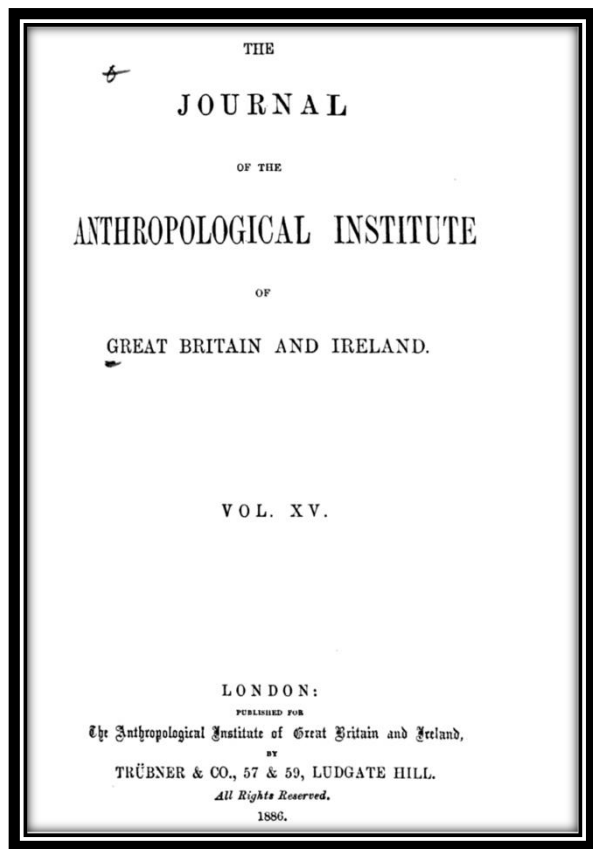 THE
JOURNAL
OF THE
ANTHROPOLOGICAL INSTITUTE
OF
GREAT BRITAIN AND IRELAND.
VOL. XV.
LONDON:
PUBLISHED FOR
The Anthropological Institute of Great Britain and Ireland,
BY
TRÜBNER & CO., 57 & 59, LUDGATE HILL.
All Rights Reserved.
1886.